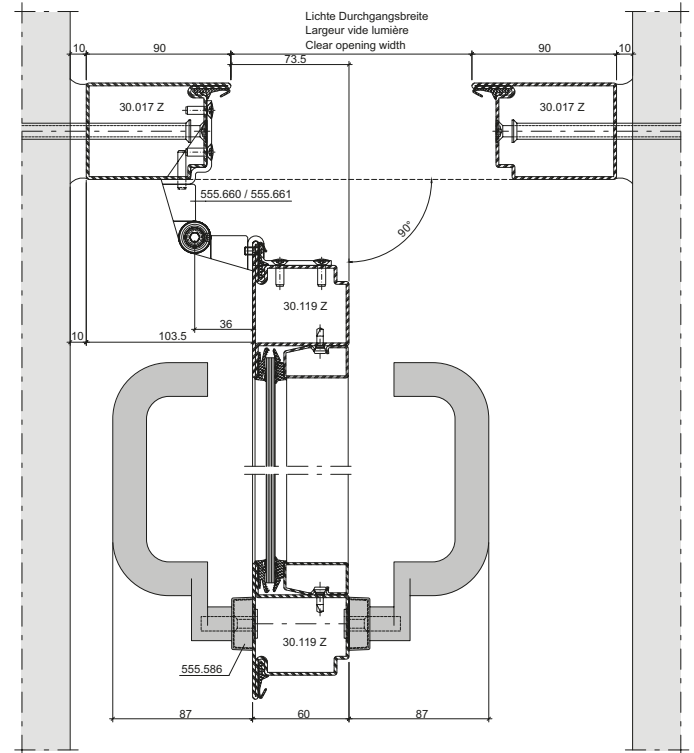 Lichte Durchgangsbreite
Largeur vide lumière
Clear opening width
10 90 73.5 90 10
30.017 Z 30.017 Z
555.660 / 555.661
90°
30.119 Z
36
10 103.5
30.119 Z
555.586
87 60 87